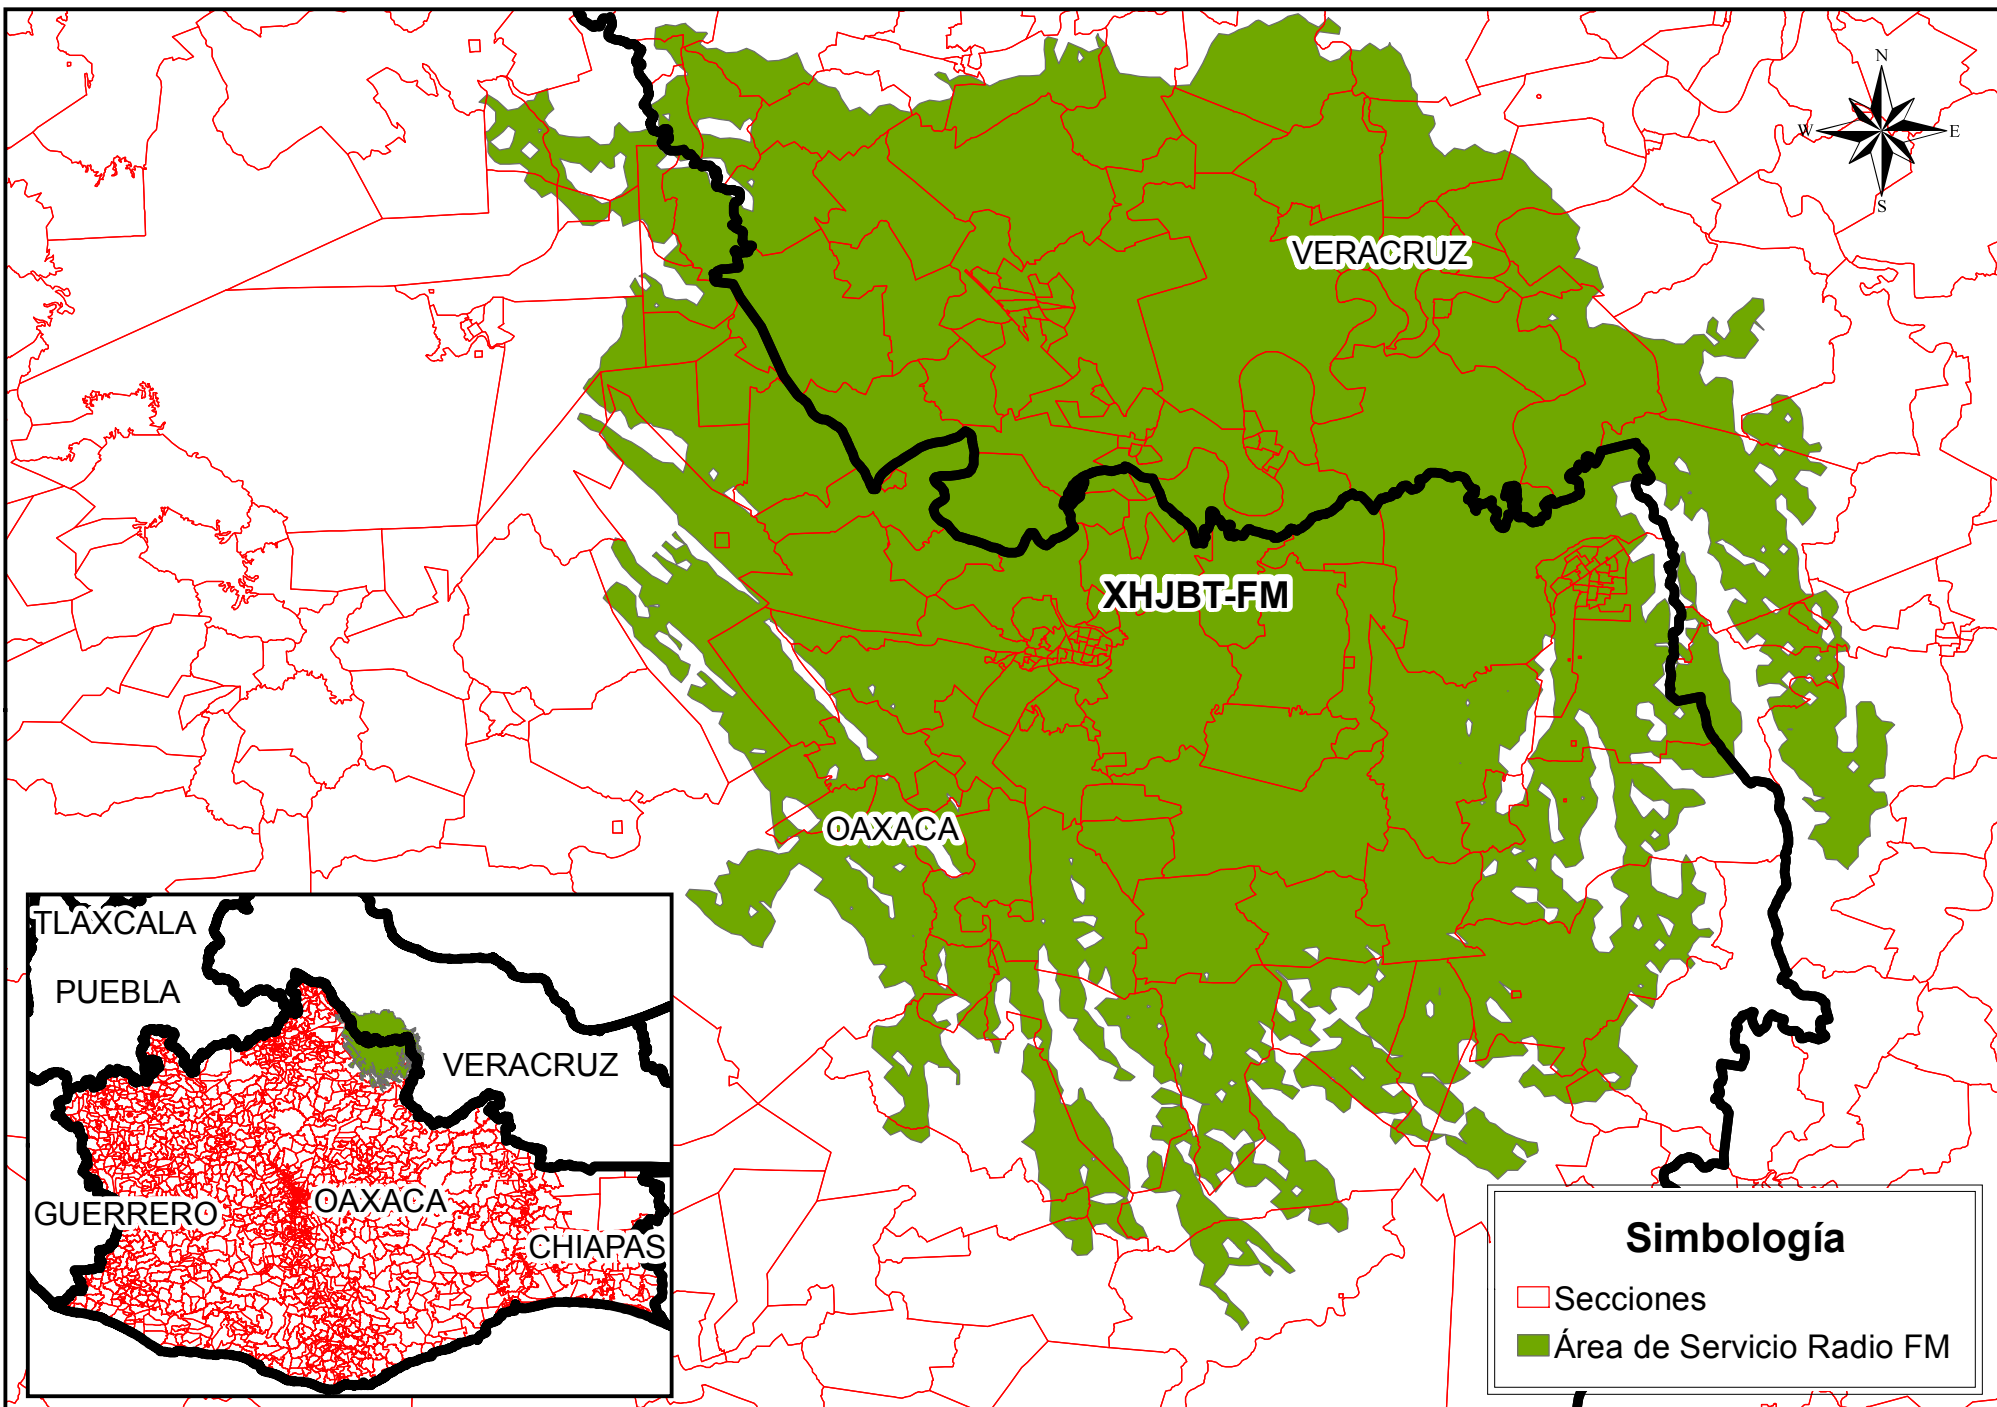 N
W
E
S
VERACRUZ
XHJBT-FM
OAXACA
TLAXCALA
PUEBLA
VERACRUZ
GUERRERO
OAXACA
CHIAPAS
Simbología
Secciones
Área de Servicio Radio FM